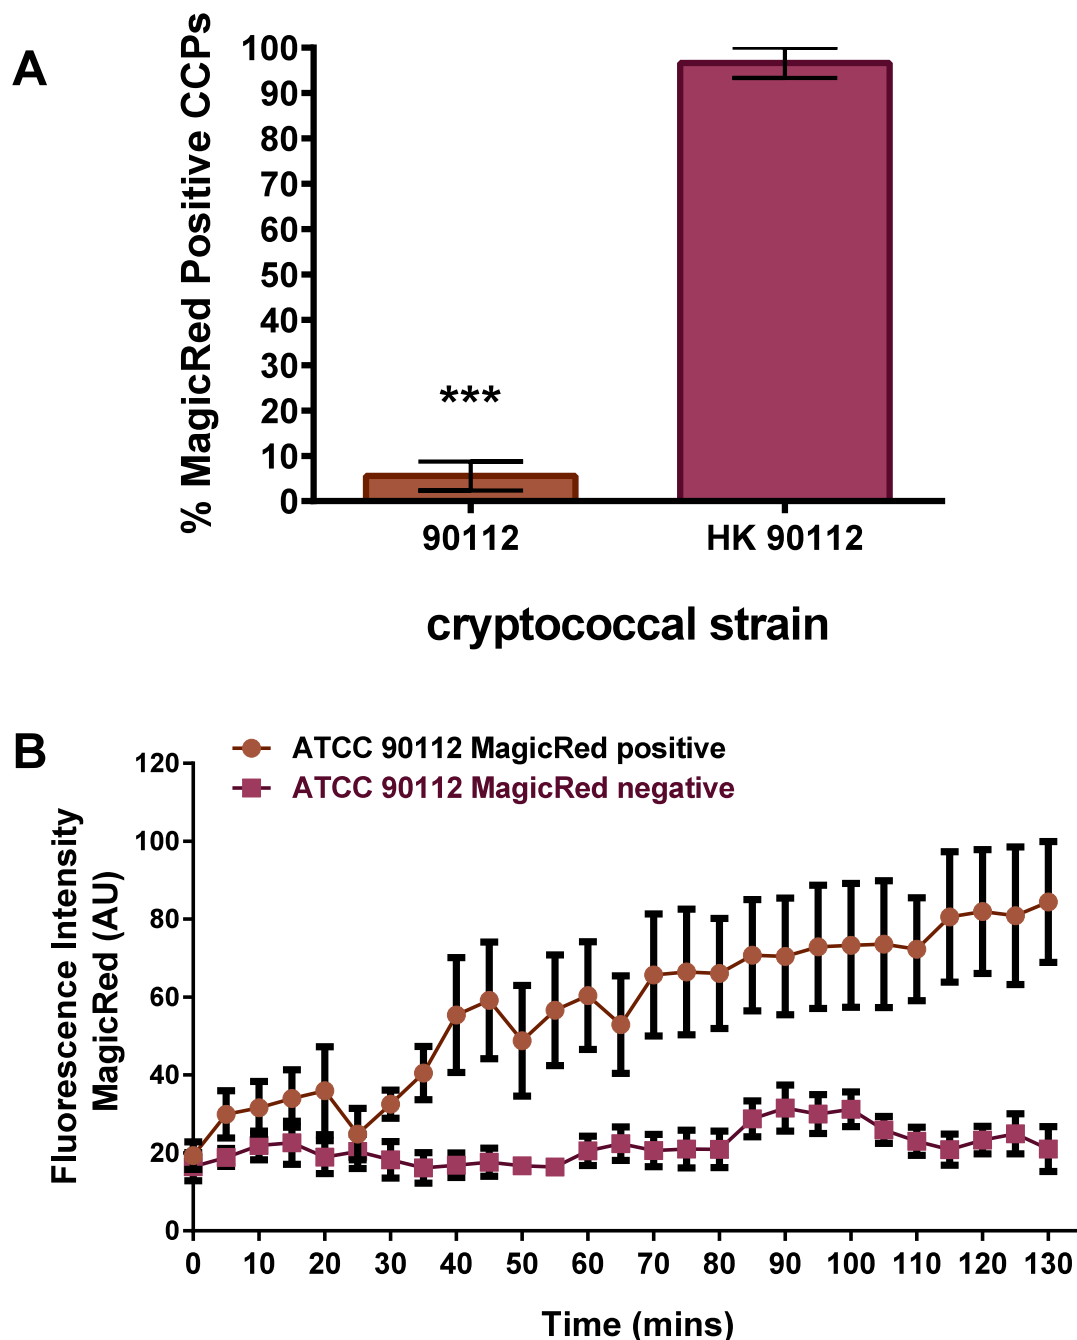 A
% MagicRed Positive CCPs
100
90
80
70
60
50
40
30
20
10
0
***
90112
HK 90112
cryptococcal strain
B
ATCC 90112 MagicRed positive
ATCC 90112 MagicRed negative
Fluorescence Intensity
MagicRed (AU)
120
100
80
60
40
20
0
0 10 20 30 40 50 60 70 80 90 100 110 120 130
Time (mins)